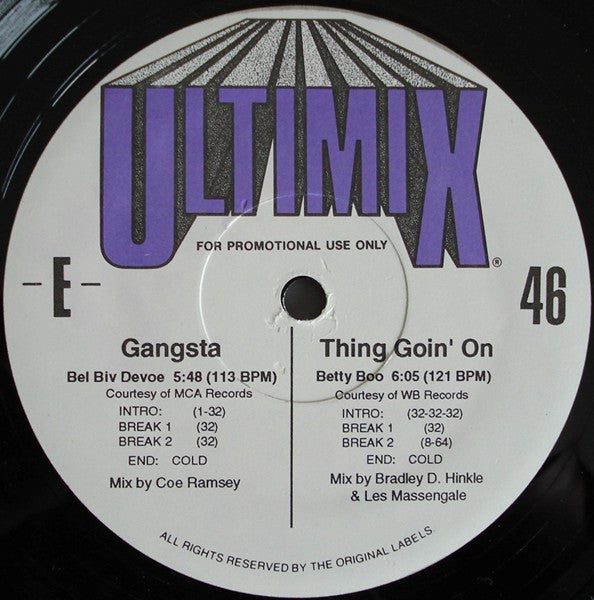 ULTIMIX®
FOR PROMOTIONAL USE ONLY
-E-
46
Gangsta
Bel Biv Devoe 5:48 (113 BPM)
Courtesy of MCA Records
INTRO: (1-32)
BREAK 1 (32)
BREAK 2 (32)
END: COLD
Mix by Coe Ramsey
Thing Goin' On
Betty Boo 6:05 (121 BPM)
Courtesy of WB Records
INTRO: (32-32-32)
BREAK 1 (32)
BREAK 2 (8-64)
END: COLD
Mix by Bradley D. Hinkle
& Les Massengale
ALL RIGHTS RESERVED BY THE ORIGINAL LABELS.